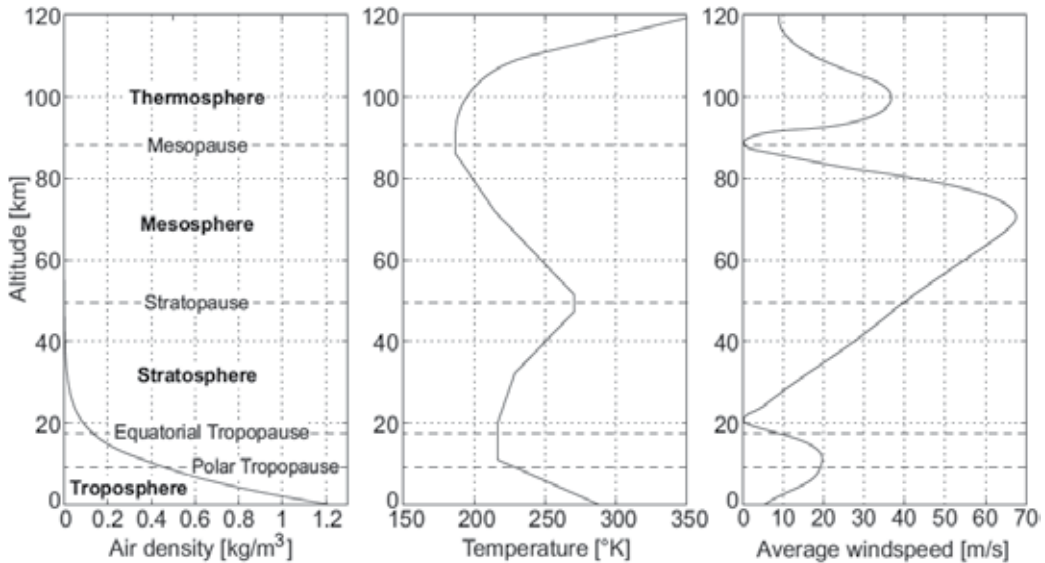 120
100
80
60
40
20
0
Altitude [km]
Thermosphere
Mesopause
Mesosphere
Stratopause
Stratosphere
Equatorial Tropopause
Polar Tropopause
Troposphere
0 0.2 0.4 0.6 0.8 1 1.2
Air density [kg/m³]
120
100
80
60
40
20
0
150 200 250 300 350
Temperature [°K]
120
100
80
60
40
20
0
0 10 20 30 40 50 60 70
Average windspeed [m/s]